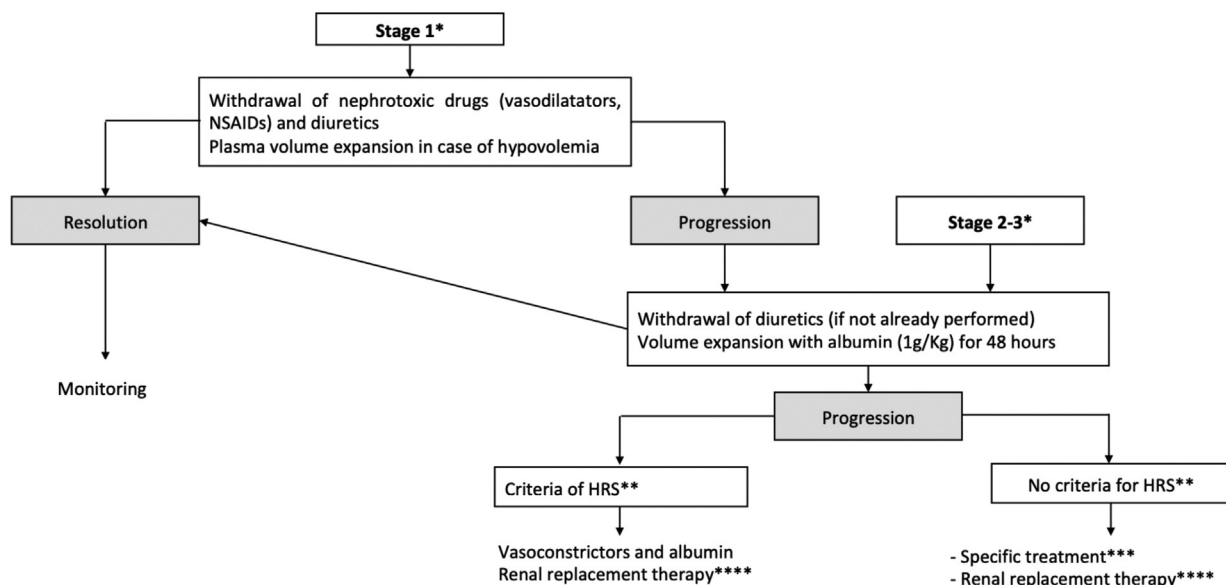 Stage 1*
Withdrawal of nephrotoxic drugs (vasodilatators,
NSAIDs) and diuretics
Plasma volume expansion in case of hypovolemia
Resolution
Progression
Stage 2-3*
Withdrawal of diuretics (if not already performed)
Volume expansion with albumin (1g/Kg) for 48 hours
Monitoring
Progression
Criteria of HRS**
No criteria for HRS**
Vasoconstrictors and albumin
Renal replacement therapy****
- Specific treatment***
- Renal replacement therapy****